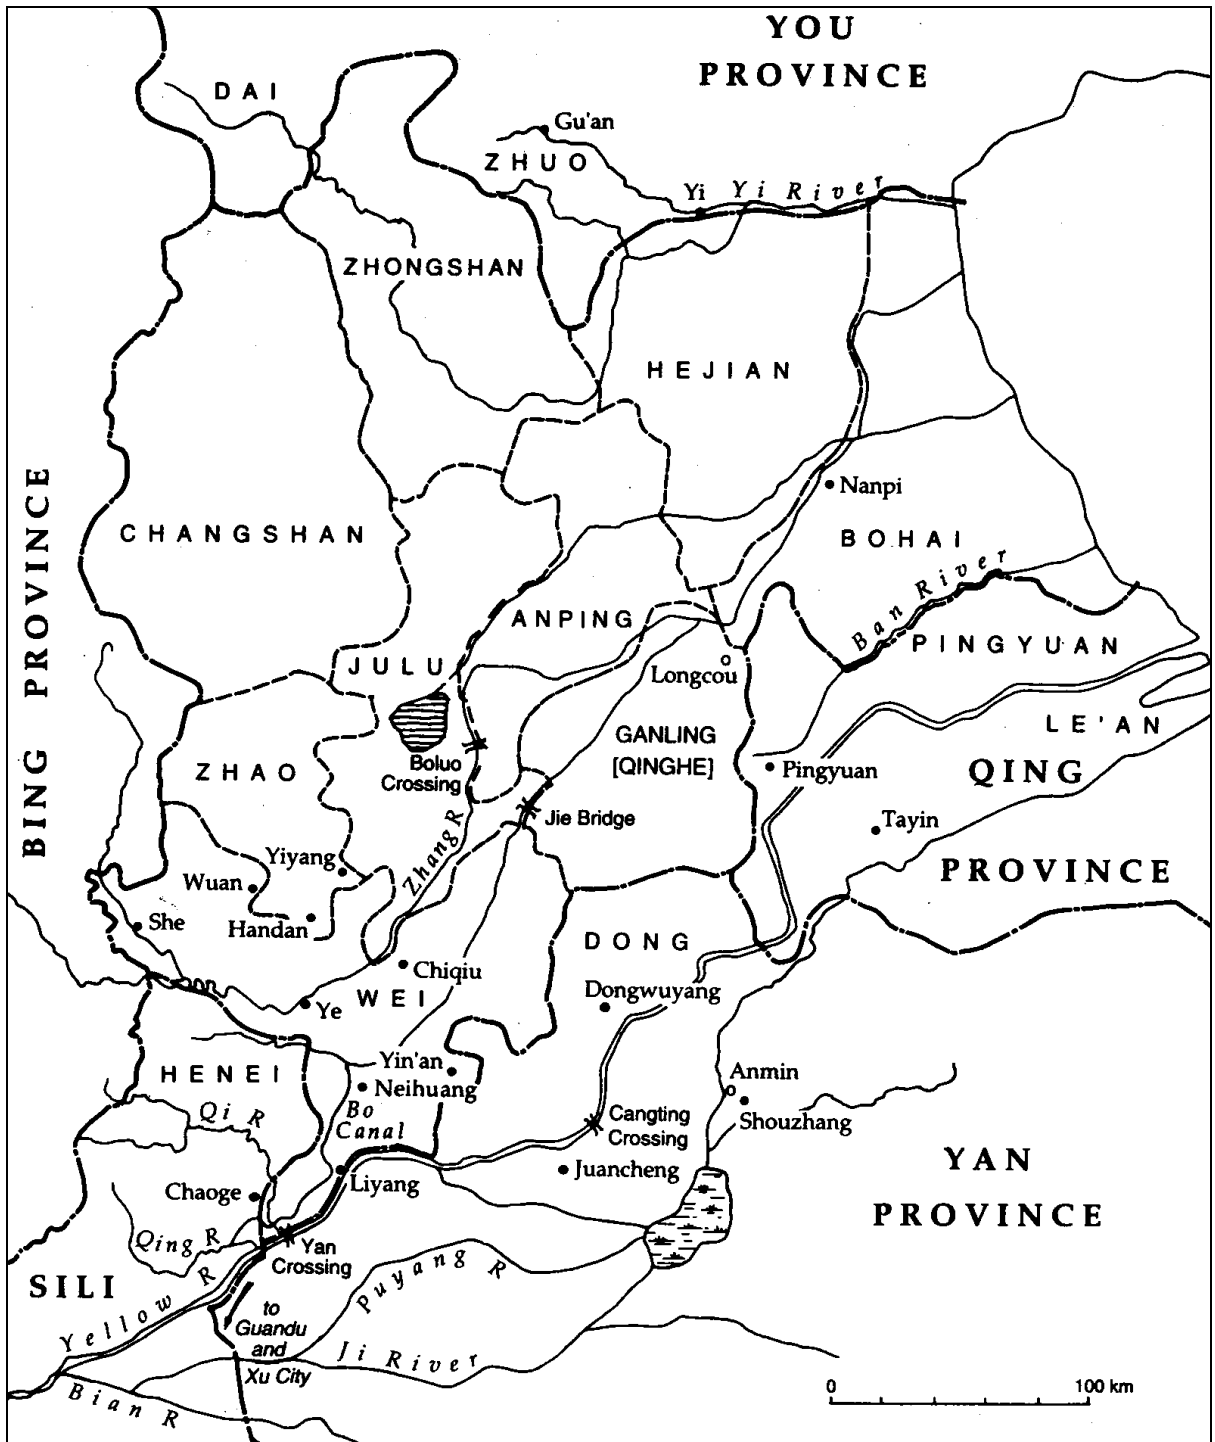 YOU
PROVINCE
DAI
Gu'an
ZHUO
Yi
Yi River
ZHONGSHAN
HEJIAN
Nanpi
CHANGSHAN
BOHAI
BING PROVINCE
Ban River
ANPING
PINGYUAN
JULU
Longcou
LE'AN
GANLING
[QINGHE]
ZHAO
Boluo
Crossing
Pingyuan
QING
Jie Bridge
Tayin
Zhang R
Yiyang
Wuan
PROVINCE
She
Handan
DONG
Chiqiu
WEI
Ye
Dongwuyang
Yin'an
HENEI
Neihuang
Anmin
Qi R
Bo
Canal
Cangting
Crossing
Shouzhang
YAN
PROVINCE
Juancheng
Chaoge
Liyang
Qing R
Yan
Crossing
SILI
Yellow R
Puyang R
to
Guandu
and
Xu City
Ji River
Bian R
0
100 km